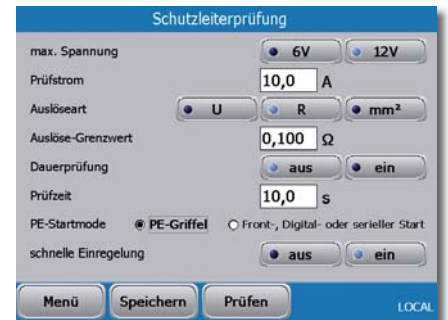 Schutzleiterprüfung
max. Spannung 6V 12V
Prüfstrom 10,0 A
Auslöseart U R mm²
Auslöse-Grenzwert 0,100 Ω
Dauerprüfung aus ein
Prüfzeit 10,0 s
PE-Startmode PE-Griffel Front-, Digital- oder serieller Start
schnelle Einregelung aus ein
Menü Speichern Prüfen LOCAL